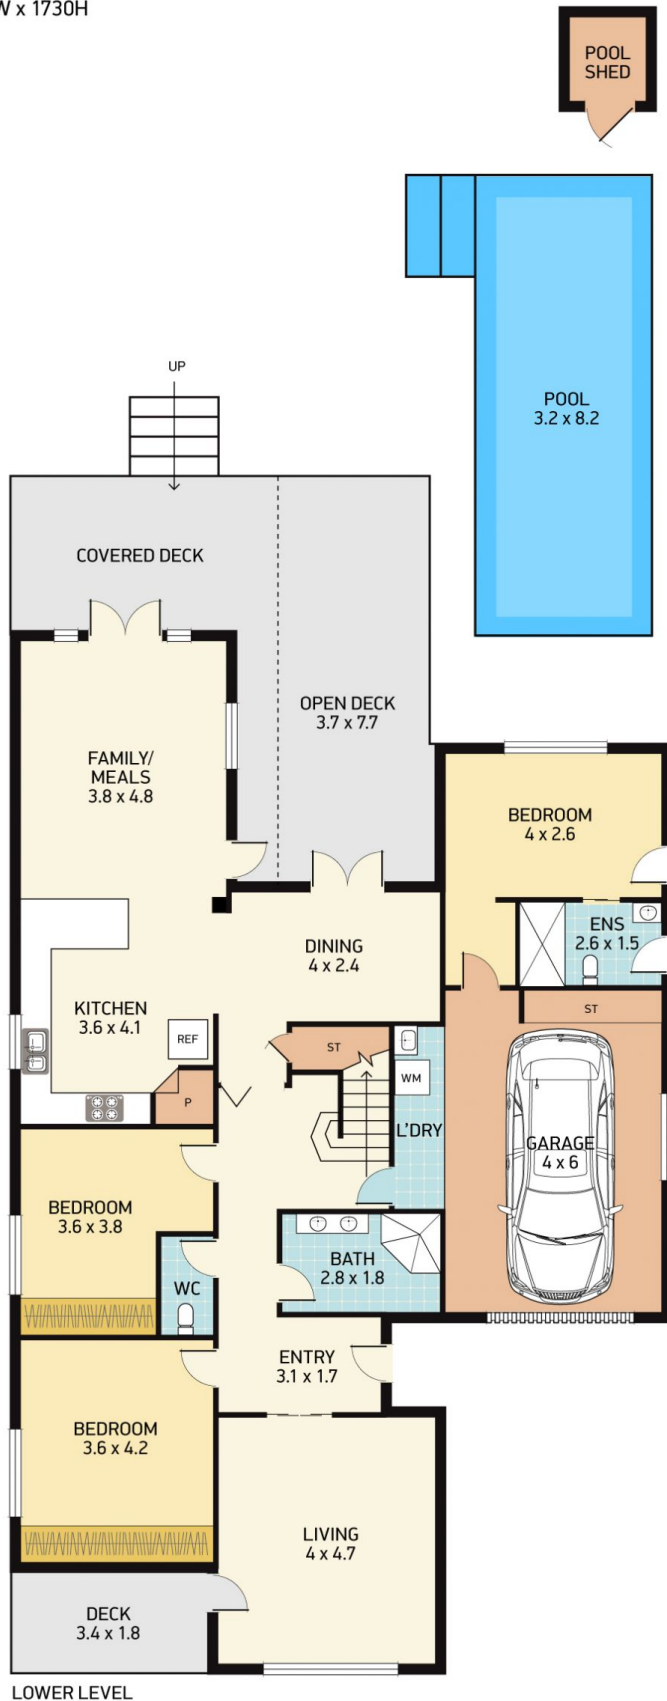 W x 1730H
POOL
SHED
POOL
3.2 x 8.2
UP
COVERED DECK
OPEN DECK
3.7 x 7.7
FAMILY/
MEALS
3.8 x 4.8
BEDROOM
4 x 2.6
ENS
2.6 x 1.5
DINING
4 x 2.4
KITCHEN
3.6 x 4.1
REF
ST
ST
WM
P
L'DRY
GARAGE
4 x 6
BEDROOM
3.6 x 3.8
WC
BATH
2.8 x 1.8
ENTRY
3.1 x 1.7
BEDROOM
3.6 x 4.2
LIVING
4 x 4.7
DECK
3.4 x 1.8
LOWER LEVEL